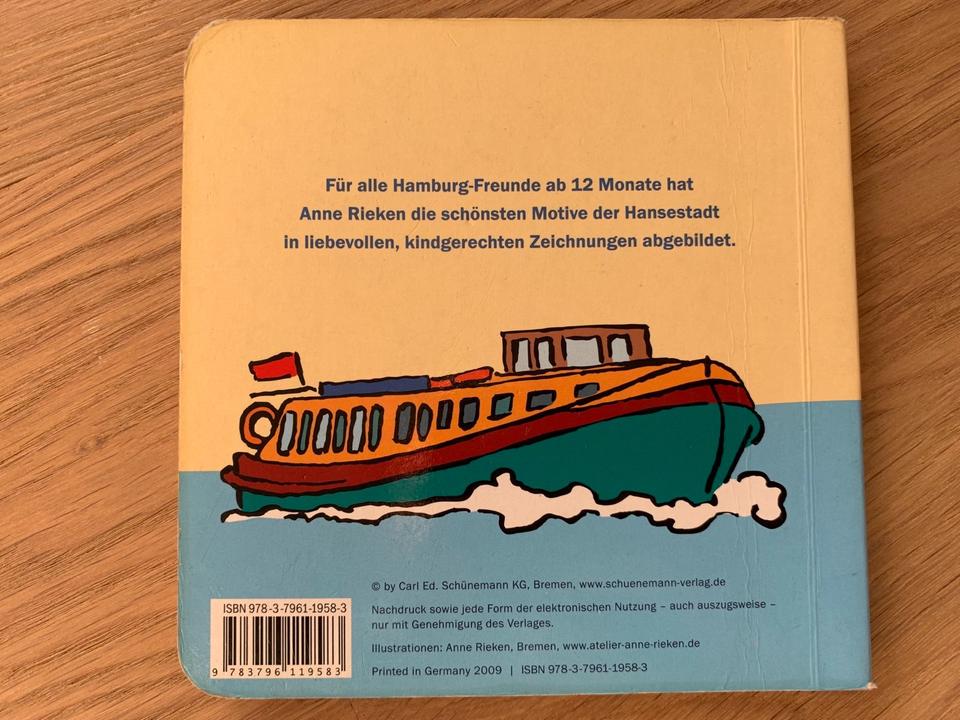 Für alle Hamburg-Freunde ab 12 Monate hat
Anne Rieken die schönsten Motive der Hansestadt
in liebevollen, kindgerechten Zeichnungen abgebildet.
© by Carl Ed. Schünemann KG, Bremen, www.schuenemann-verlag.de
Nachdruck sowie jede Form der elektronischen Nutzung – auch auszugsweise –
nur mit Genehmigung des Verlages.
Illustrationen: Anne Rieken, Bremen, www.atelier-anne-rieken.de
Printed in Germany 2009 | ISBN 978-3-7961-1958-3
ISBN 978-3-7961-1958-3
9 783796 119583